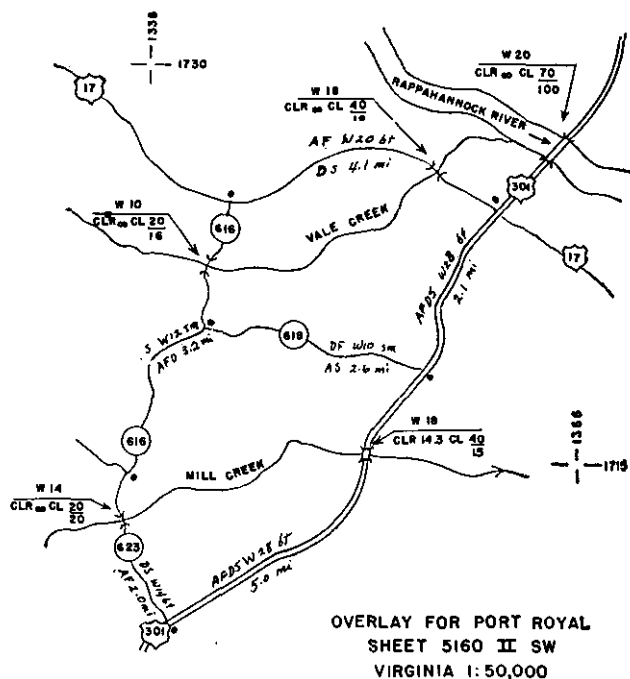 1336
1730
17
W 20
CLR ∞ CL 70
100
W 18
CLR ∞ CL 40
RAPPAHANNOCK RIVER
AF W20 bt
DS 4.1 mi
301
W 10
CLR ∞ CL 20
16
616
VALE CREEK
17
AFDS W28 bt
2.1 mi
S W12 sm
AFD 3.2 mi
618
DF W10 sm
AS 2.6 mi
W 18
CLR 14.3 CL 40
15
1366
1715
616
MILL CREEK
W 14
CLR ∞ CL 20
20
623
DS W14 bt
AF 2.0 mi
AFDS W28 bt
5.0 mi
301
OVERLAY FOR PORT ROYAL
SHEET 5160 II SW
VIRGINIA 1:50,000